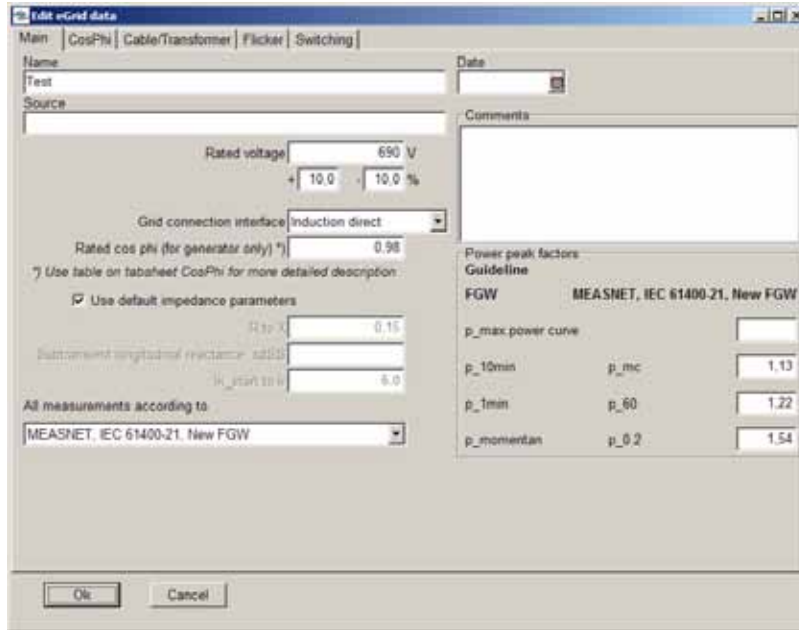 Edit eGrid data
Main CosPhi Cable/Transformer Flicker Switching
Name
Test
Date
Source
Comments
Rated voltage 690 V
+ 10,0 - 10,0 %
Grid connection interface Induction direct
Rated cos phi (for generator only) *) 0.98
*) Use table on tabsheet CosPhi for more detailed description
Use default impedance parameters
R to X 0.15
6.0
All measurements according to
MEASNET, IEC 61400-21, New FGW
Power peak factors
Guideline
FGW MEASNET, IEC 61400-21, New FGW
p_max power curve
p_10min p_mc 1,13
p_1min p_60 1,22
p_momentan p_0.2 1,54
Ok Cancel